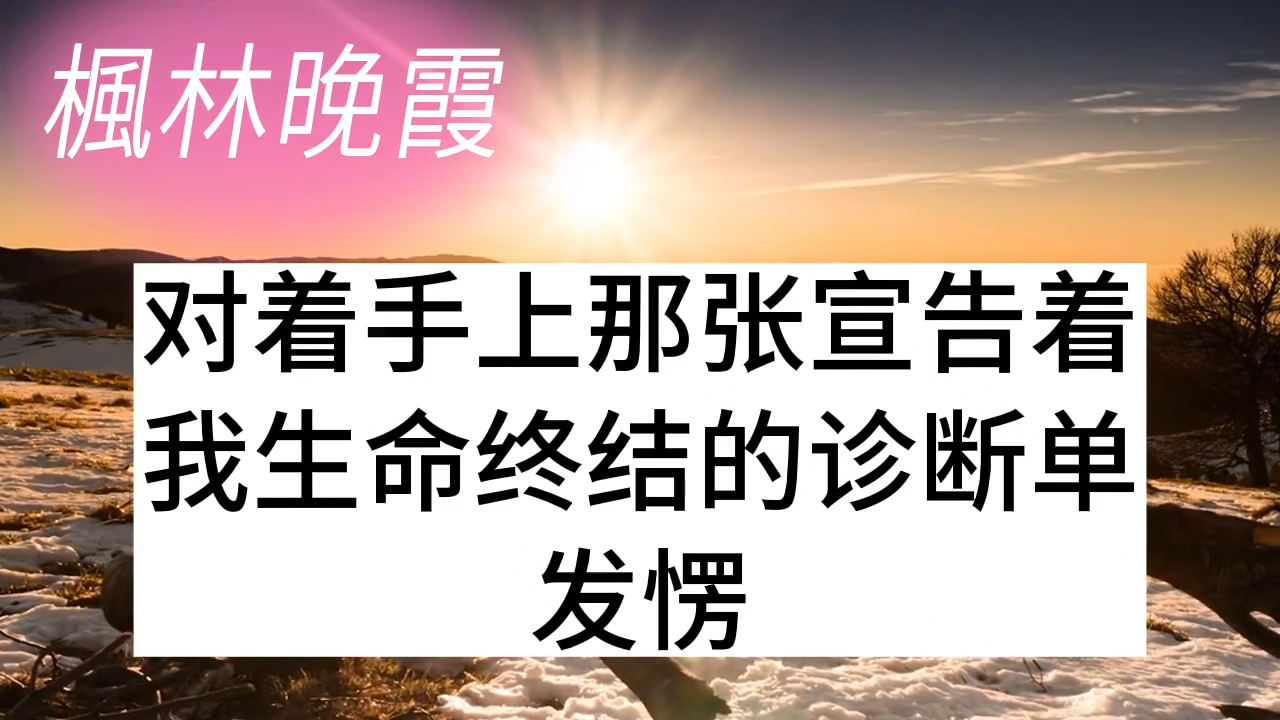 楓林晚霞
对着手上那张宣告着
我生命终结的诊断单
发愣